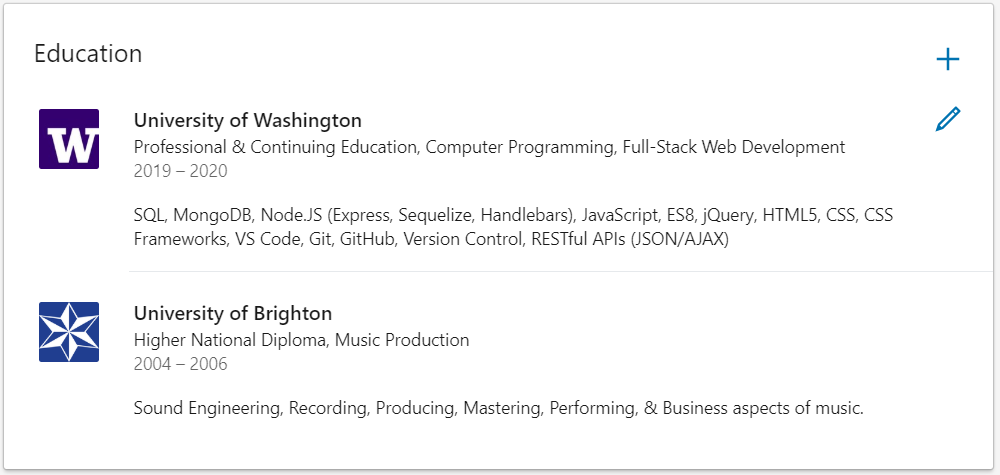 Education
W
University of Washington
Professional & Continuing Education, Computer Programming, Full-Stack Web Development
2019 – 2020
SQL, MongoDB, Node.JS (Express, Sequelize, Handlebars), JavaScript, ES8, jQuery, HTML5, CSS, CSS
Frameworks, VS Code, Git, GitHub, Version Control, RESTful APIs (JSON/AJAX)
University of Brighton
Higher National Diploma, Music Production
2004 – 2006
Sound Engineering, Recording, Producing, Mastering, Performing, & Business aspects of music.